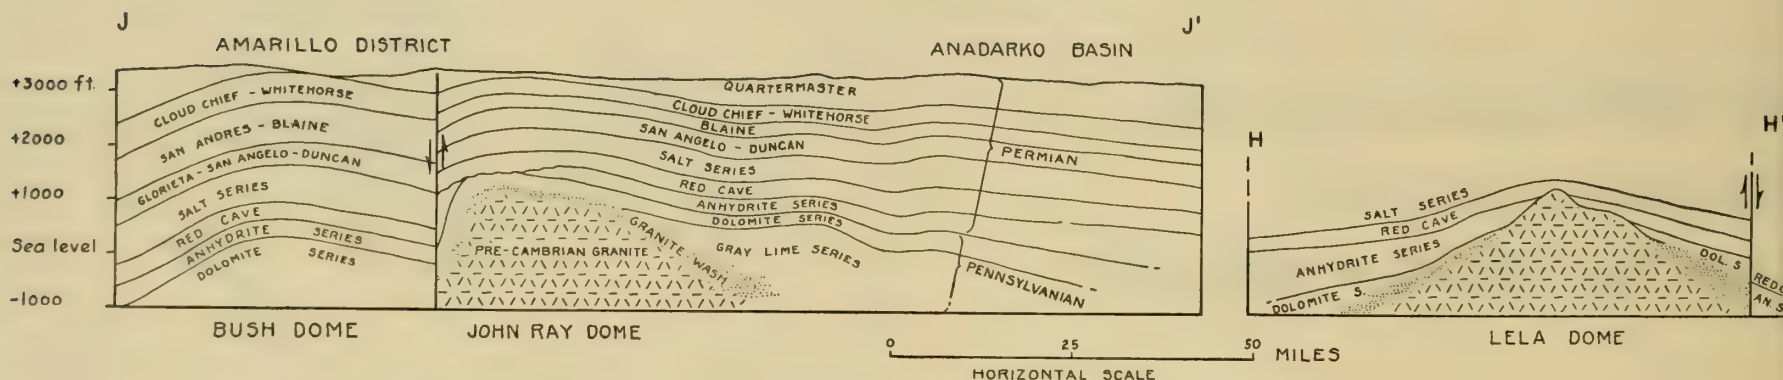 J
J'
AMARILLO DISTRICT
ANADARKO BASIN
+3000 ft.
+2000
+1000
Sea level
-1000
CLOUD CHIEF - WHITEHORSE
SAN ANDRES - BLAINE
GLORIETA - SAN ANGELO - DUNCAN
SALT SERIES
RED CAVE
ANHYDRITE SERIES
DOLOMITE SERIES
QUARTERMASTER
CLOUD CHIEF - WHITEHORSE
BLAINE
SAN ANGELO - DUNCAN
SALT SERIES
RED CAVE
ANHYDRITE SERIES
DOLOMITE SERIES
GRAY LIME SERIES
GRANITE WASH
PRE-CAMBRIAN GRANITE
PERMIAN
PENNSYLVANIAN
BUSH DOME
JOHN RAY DOME
0 25 50 MILES
HORIZONTAL SCALE
H
H'
SALT SERIES
RED CAVE
ANHYDRITE SERIES
DOLOMITE S.
DOL. S
AN. S
LELA DOME